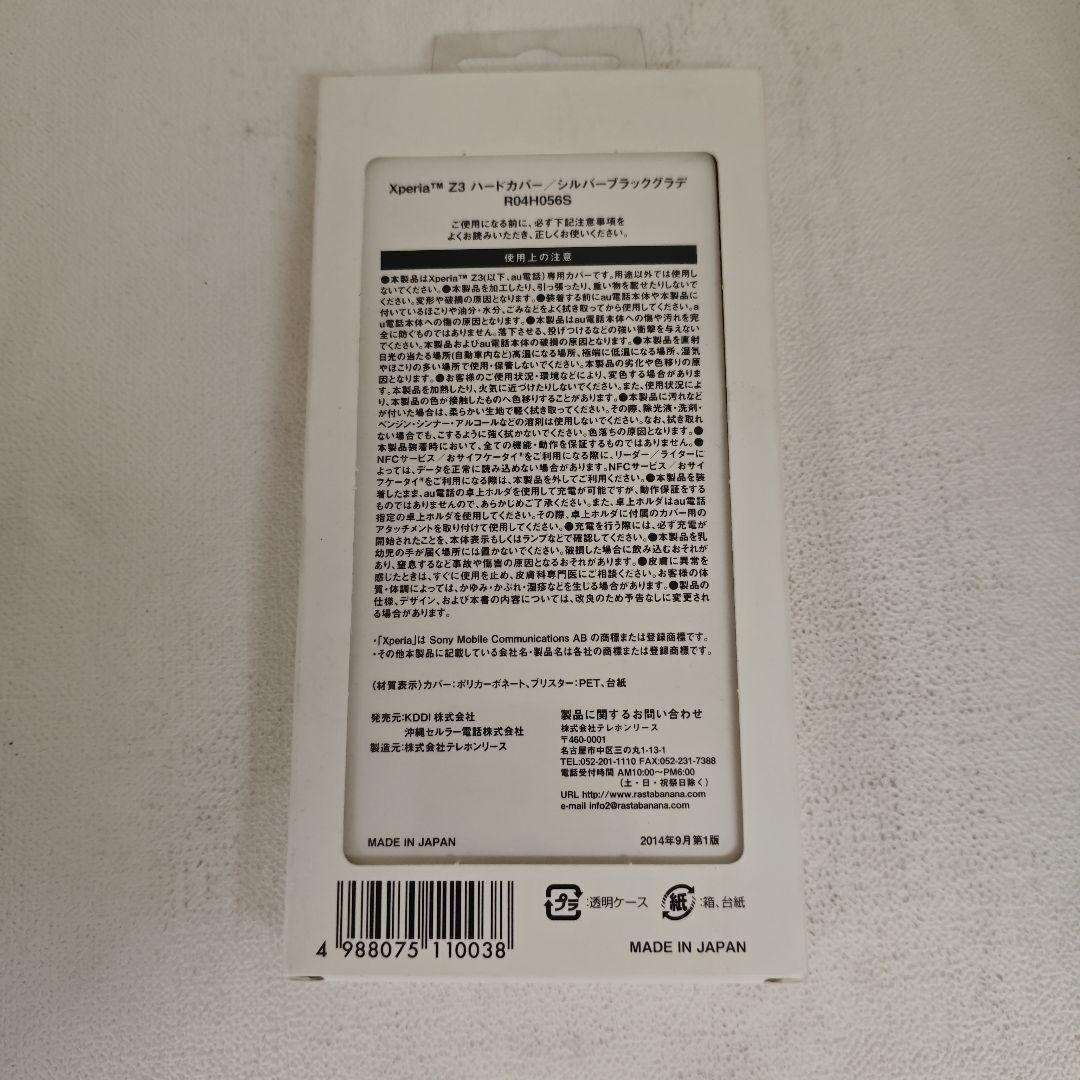 Xperia™ Z3 ハードカバー／シルバーブラックグラデ
R04H056S
ご使用になる前に、必ず下記注意事項を
よくお読みいただき、正しくお使いください。
使用上の注意
●本製品はXperia™ Z3(以下、au電話)専用カバーです。用途以外では使用し
ないでください。●本製品を加工したり、引っ張ったり、重い物を載せたりしないで
ください。変形や破損の原因となります。●装着する前にau電話本体や本製品に
付いているほこりや油分・水分、ごみなどをよく拭き取ってから使用してください。a
u電話本体への傷の原因となります。●本製品はau電話本体への傷や汚れを完
全に防ぐものではありません。落下させる、投げつけるなどの強い衝撃を与えない
でください。本製品およびau電話本体の破損の原因となります。●本製品を直射
日光の当たる場所(自動車内など)高温になる場所、極端に低温になる場所、湿気
やほこりの多い場所で使用・保管しないでください。本製品の劣化や色移りの原
因となります。●お客様のご使用状況・環境などにより、変色する場合がありま
す。本製品を加熱したり、火気に近づけたりしないでください。また、使用状況によ
り、本製品の色が接触したものへ色移りすることがあります。●本製品に汚れなど
が付いた場合は、柔らかい生地で軽く拭き取ってください。その際、除光液・洗剤・
ベンジン・シンナー・アルコールなどの溶剤は使用しないでください。なお、拭き取れ
ない場合でも、こするように強く拭かないでください。色落ちの原因となります。●
本製品装着時において、全ての機能・動作を保証するものではありません。●
NFCサービス／おサイフケータイ®をご利用になる際に、リーダー／ライターに
よっては、データを正常に読み込めない場合があります。NFCサービス／おサイ
フケータイ®をご利用になる際は、本製品を外してご利用ください。●本製品を装
着したまま、au電話の卓上ホルダを使用して充電が可能ですが、動作保証をする
ものではありませんので、あらかじめご了承ください。また、卓上ホルダはau電話
指定の卓上ホルダを使用してください。その際、卓上ホルダに付属のカバー用の
アタッチメントを取り付けて使用してください。●充電を行う際には、必ず充電が
開始されたことを、本体表示もしくはランプなどで確認してください。●本製品を乳
幼児の手が届く場所には置かないでください。破損した場合に飲み込むおそれが
あり、窒息するなど事故や傷害の原因となるおそれがあります。●皮膚に異常を
感じたときは、すぐに使用を止め、皮膚科専門医にご相談ください。お客様の体
質・体調によっては、かゆみ・かぶれ・湿疹などを生じる場合があります。●製品の
仕様、デザイン、および本書の内容については、改良のため予告なしに変更され
る場合があります。
・「Xperia」は Sony Mobile Communications AB の商標または登録商標です。
・その他本製品に記載している会社名・製品名は各社の商標または登録商標です。
（材質表示）カバー：ポリカーボネート、ブリスター：PET、台紙
発売元：KDDI 株式会社
沖縄セルラー電話株式会社
製造元：株式会社テレホンリース
製品に関するお問い合わせ
株式会社テレホンリース
〒460-0001
名古屋市中区三の丸1-13-1
TEL:052-201-1110 FAX:052-231-7388
電話受付時間 AM10:00〜PM6:00
（土・日・祝祭日除く）
URL http://www.rastabanana.com
e-mail info2@rastabanana.com
MADE IN JAPAN
2014年9月第1版
プラ :透明ケース
紙 :箱、台紙
4 988075 110038
MADE IN JAPAN